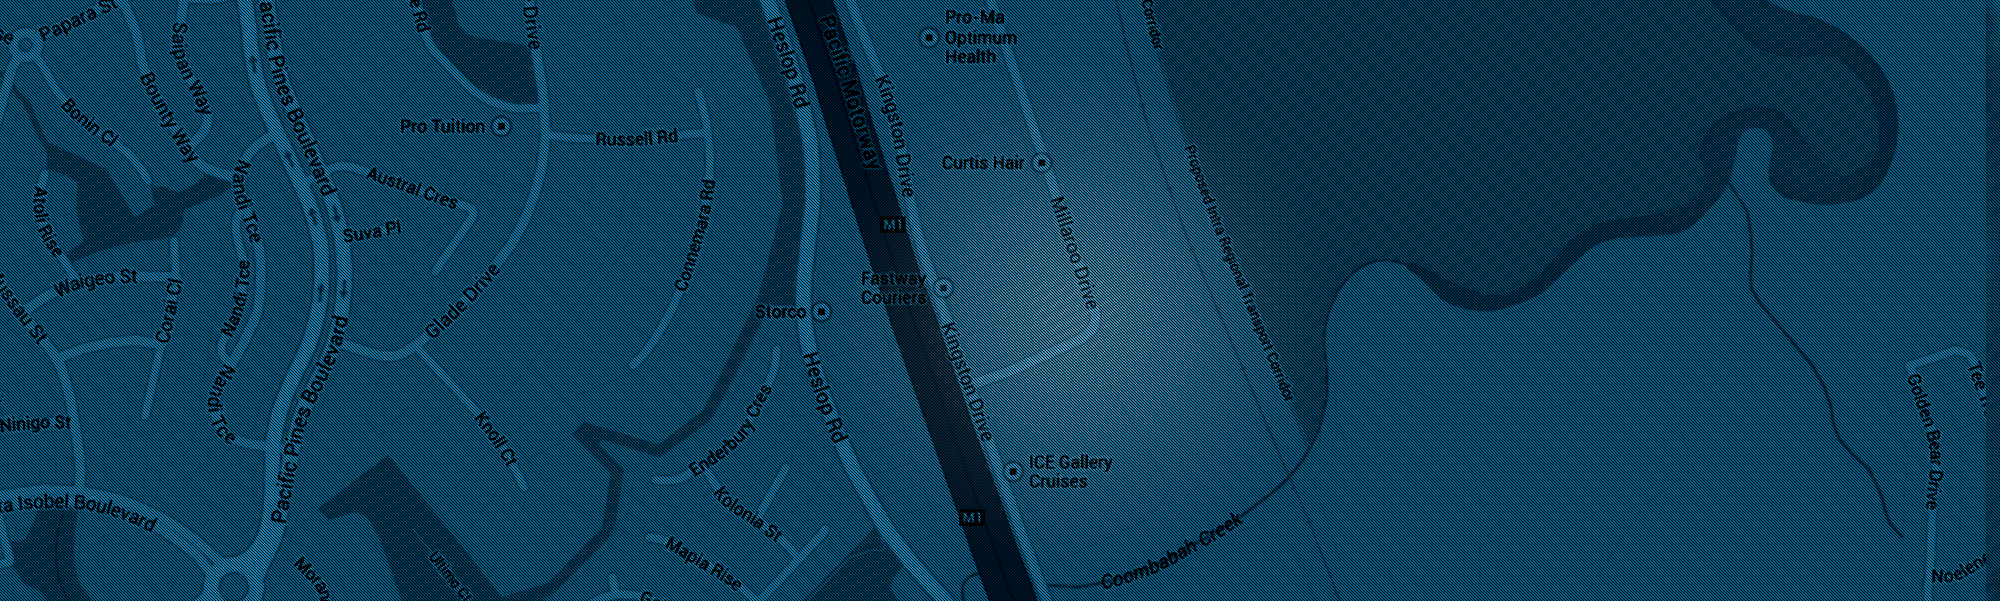 Papara St
Saipan Way
Bounty Way
Bonin Cl
Pacific Pines Boulevard
e Rd
Drive
Heslop Rd
Pacific Motorway
Kingston Drive
Pro-Ma
Optimum
Health
Corridor
Pro Tuition
Russell Rd
Curtis Hair
Proposed Intra Regional Transport Corridor
Atoll Rise
Nandi Tce
Austral Cres
Suva Pl
Connemara Rd
Millaroo Drive
M1
Waigeo St
Corai Cl
Nandi Tce
Glade Drive
Fastway
Couriers
Storco
ussau St
Nandi Tce
Pacific Pines Boulevard
Heslop Rd
Kingston Drive
Ninigo St
Knoll Ct
Enderbury Cres
Golden Bear Drive
Tee
ICE Gallery
Cruises
a Isobel Boulevard
Kolonia St
M1
Coombabah Creek
Mapia Rise
Ultimo Ct
Moran
Noelene